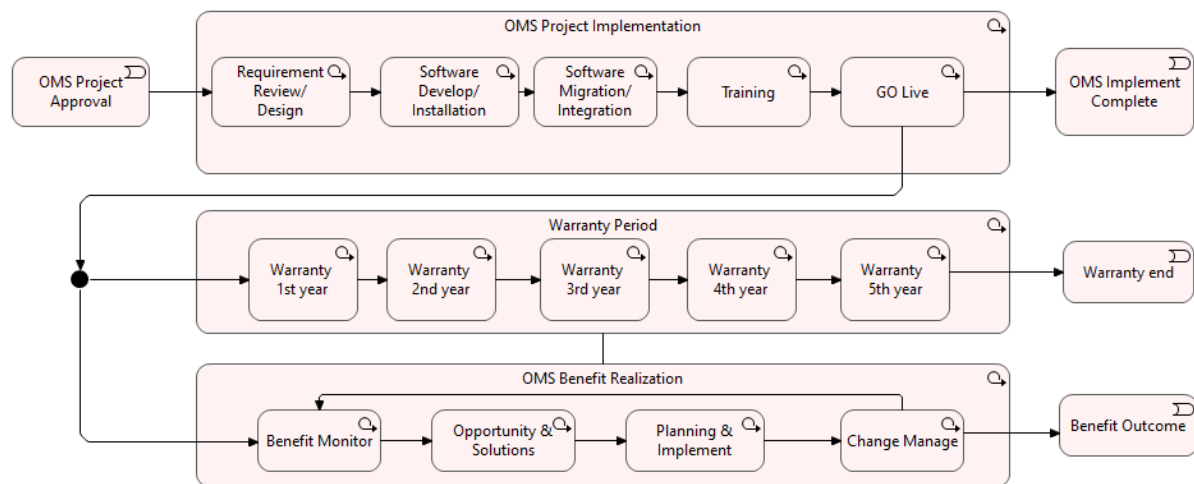 OMS Project Implementation
OMS Project
Approval
Requirement
Review/
Design
Software
Develop/
Installation
Software
Migration/
Integration
Training
GO Live
OMS Implement
Complete
Warranty Period
Warranty
1st year
Warranty
2nd year
Warranty
3rd year
Warranty
4th year
Warranty
5th year
Warranty end
OMS Benefit Realization
Benefit Monitor
Opportunity &
Solutions
Planning &
Implement
Change Manage
Benefit Outcome